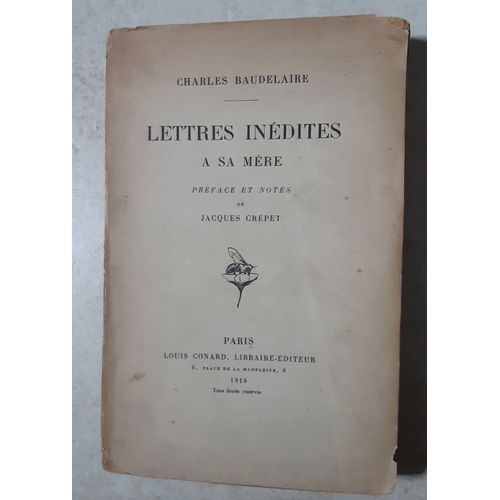 CHARLES BAUDELAIRE
LETTRES INÉDITES
A SA MÈRE
PRÉFACE ET NOTES
DE
JACQUES CRÉPET
PARIS
LOUIS CONARD, LIBRAIRE-ÉDITEUR
6, PLACE DE LA MADELEINE, 6
1918
Tous droits réservés